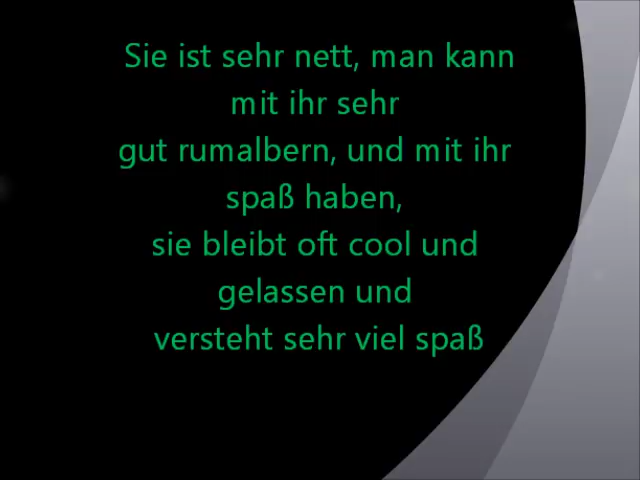 Sie ist sehr nett, man kann
mit ihr sehr
gut rumalbern, und mit ihr
spaß haben,
sie bleibt oft cool und
gelassen und
versteht sehr viel spaß